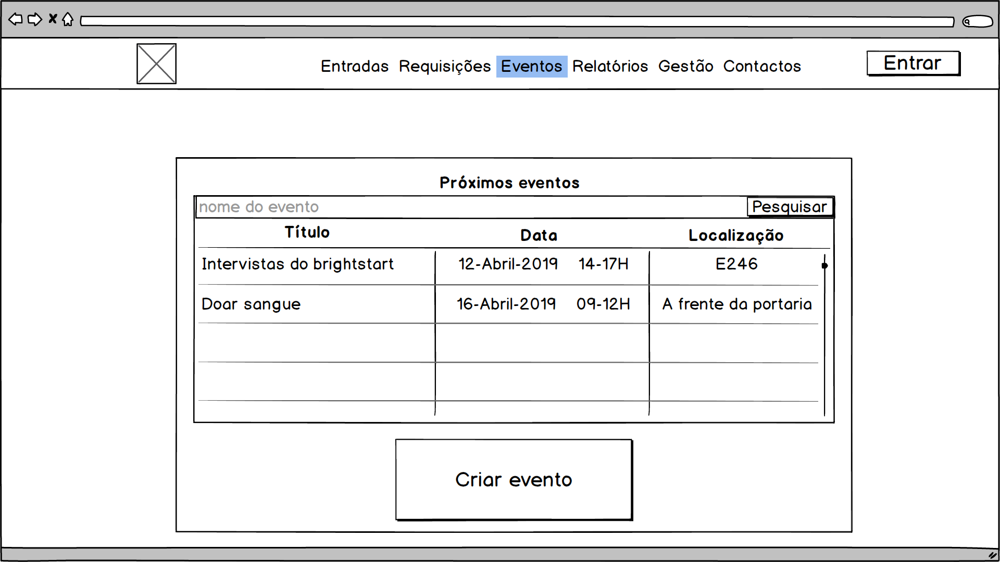 Entradas Requisições Eventos Relatórios Gestão Contactos Entrar
Próximos eventos
nome do evento Pesquisar
Título Data Localização
Intervistas do brightstart 12-Abril-2019 14-17H E246
Doar sangue 16-Abril-2019 09-12H A frente da portaria
Criar evento